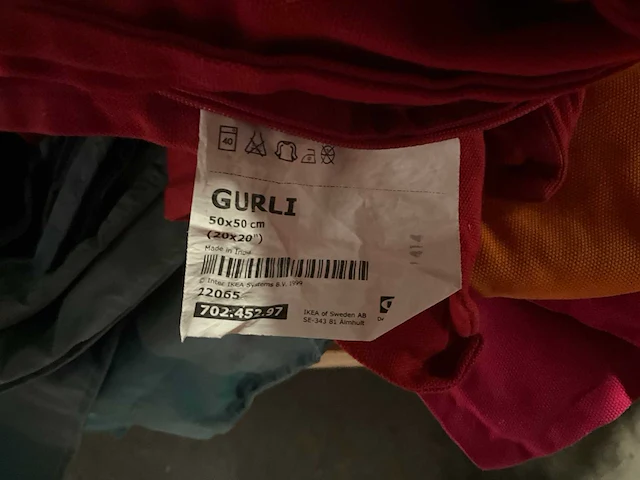 40
GURLI
50x50 cm
(20x20")
Made in
© Inter IKEA Systems B.V. 1999
22065
702.452.97
IKEA of Sweden AB
SE-343 81 Älmhult
1414